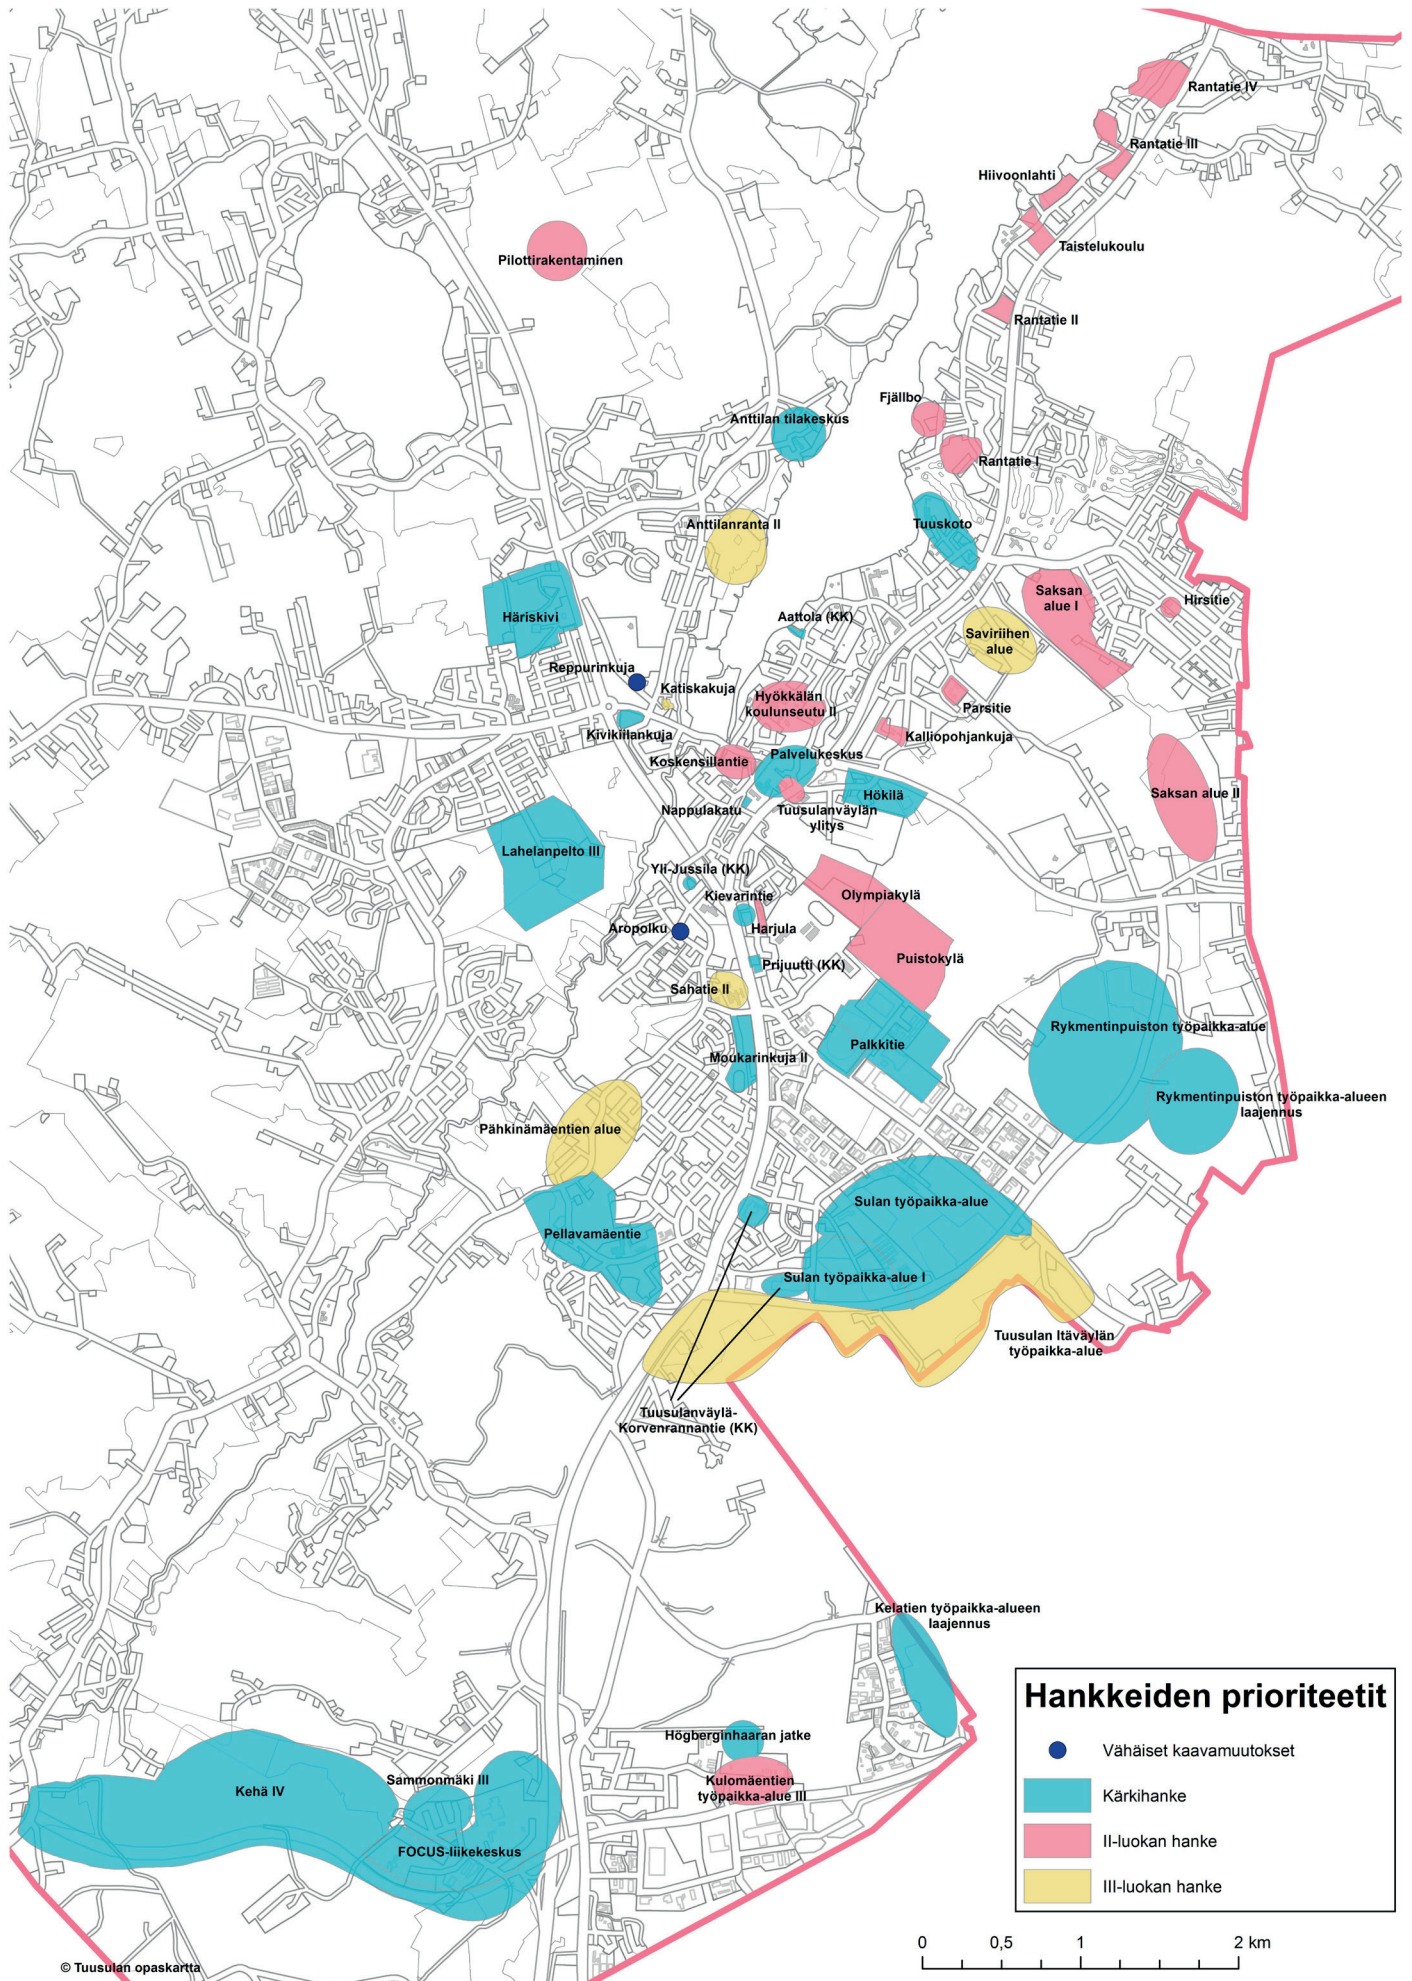 Rantatie IV
Rantatie III
Hiivoonlahti
Taistelukoulu
Pilottirakentaminen
Rantatie II
Fjällbo
Anttilan tilakeskus
Rantatie I
Anttilanranta II
Tuuskoto
Saksan
alue I
Hirsitie
Häriskivi
Aattola (KK)
Saviriihen
alue
Reppurinkuja
Katiskakuja
Hyökkälän
koulunseutu II
Parsitie
Kivikiilankuja
Kalliopohjankuja
Koskensillantie
Palvelukeskus
Saksan alue II
Hökilä
Nappulakatu
Tuusulanväylän
ylitys
Lahelanpelto III
Yli-Jussila (KK)
Kievarintie
Olympiakylä
Aropolku
Harjula
Puistokylä
Prijuutti (KK)
Sahatie II
Rykmentinpuiston työpaikka-alue
Palkkitie
Moukarinkuja II
Rykmentinpuiston työpaikka-alueen
laajennus
Pähkinämäentien alue
Sulan työpaikka-alue
Pellavamäentie
Sulan työpaikka-alue I
Tuusulan Itäväylän
työpaikka-alue
Tuusulanväylä-
Korvenrannantie (KK)
Kelatien työpaikka-alueen
laajennus
Högberginhaaran jatke
Sammonmäki III
Kehä IV
Kulomäentien
työpaikka-alue III
FOCUS-liikekeskus
Hankkeiden prioriteetit
Vähäiset kaavamuutokset
Kärkihanke
II-luokan hanke
III-luokan hanke
0 0,5 1 2 km
© Tuusulan opaskartta